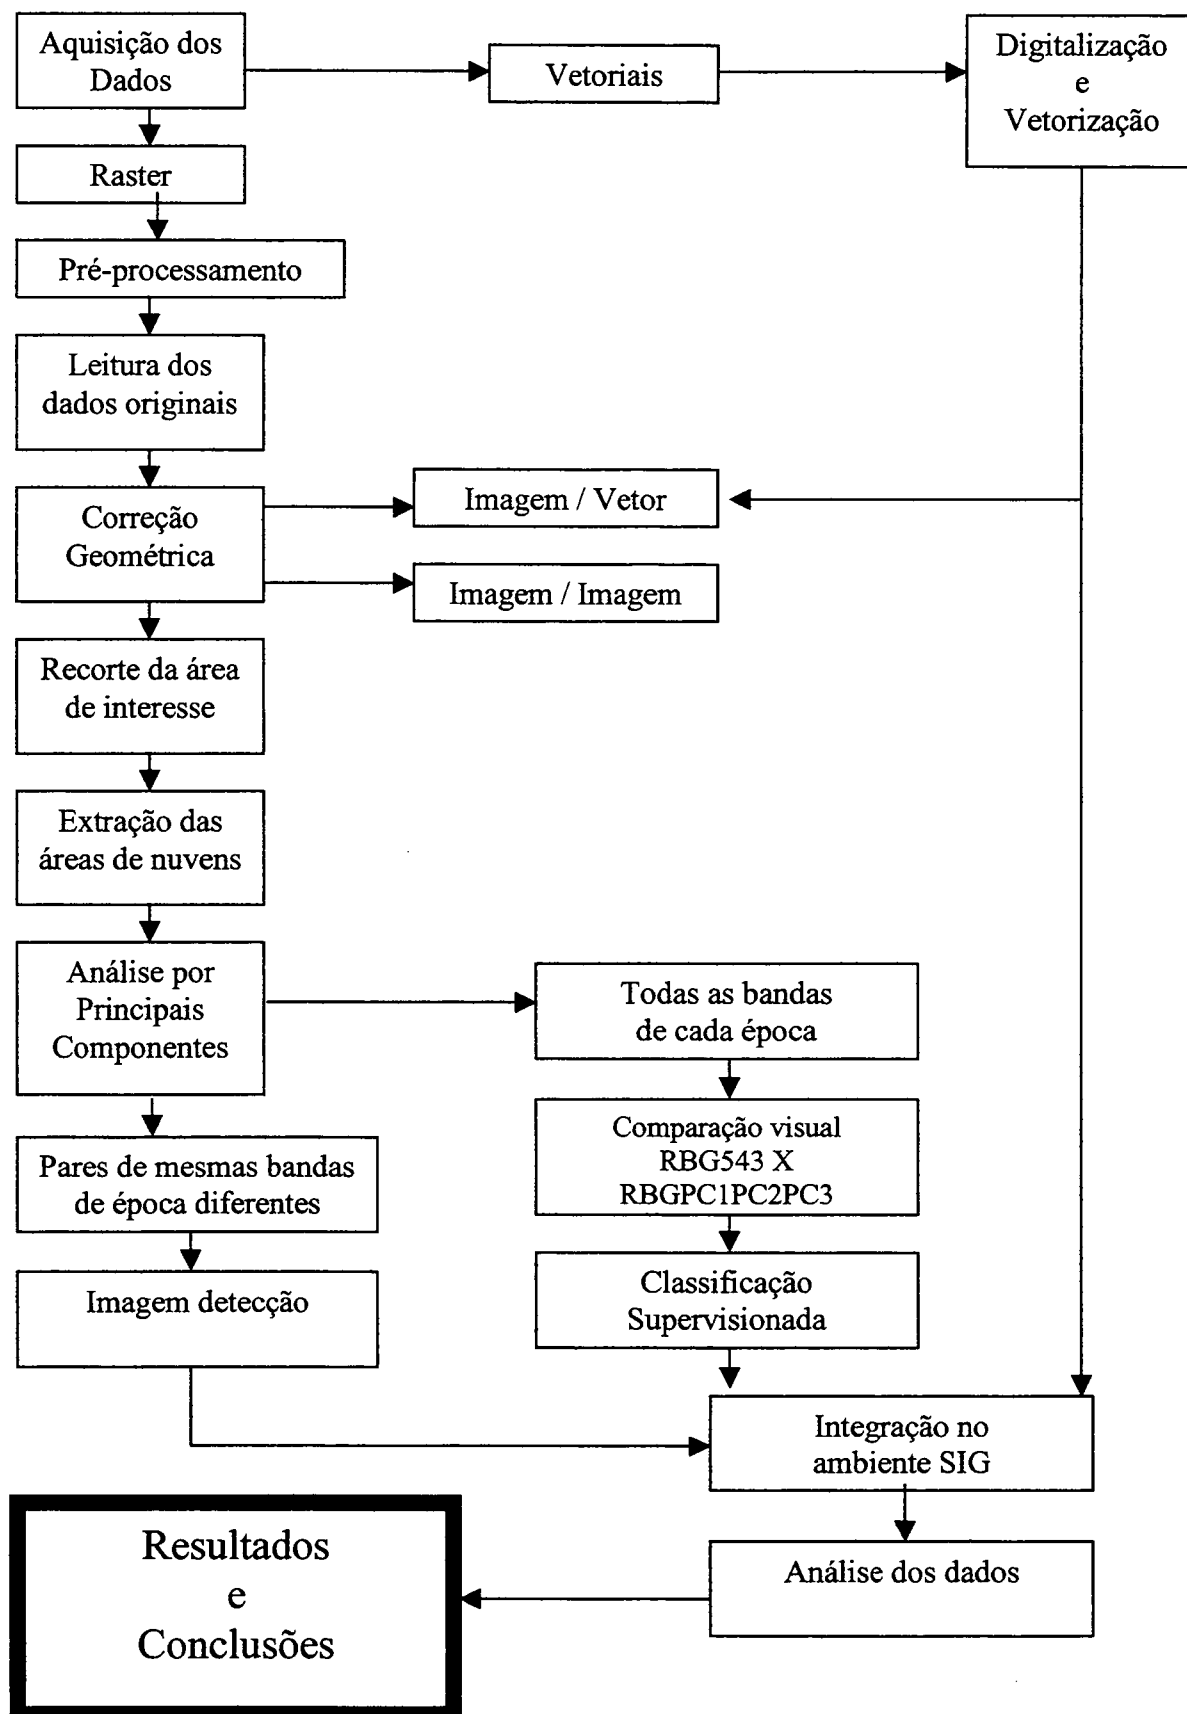 Aquisição dos
Dados
Vetoriais
Digitalização
e
Vetorização
Raster
Pré-processamento
Leitura dos
dados originais
Correção
Geométrica
Imagem / Vetor
Imagem / Imagem
Recorte da área
de interesse
Extração das
áreas de nuvens
Análise por
Principais
Componentes
Todas as bandas
de cada época
Comparação visual
RBG543 X
RBGPC1PC2PC3
Pares de mesmas bandas
de época diferentes
Classificação
Supervisionada
Imagem detecção
Integração no
ambiente SIG
Análise dos dados
Resultados
e
Conclusões